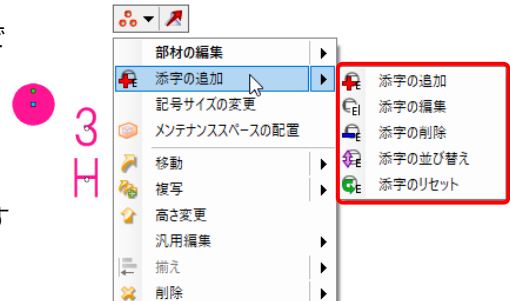 で
部材の編集
添字の追加
記号サイズの変更
メンテナンススペースの配置
移動
複写
高さ変更
汎用編集
揃え
削除
添字の追加
添字の編集
添字の削除
添字の並び替え
添字のリセット
3
H
す